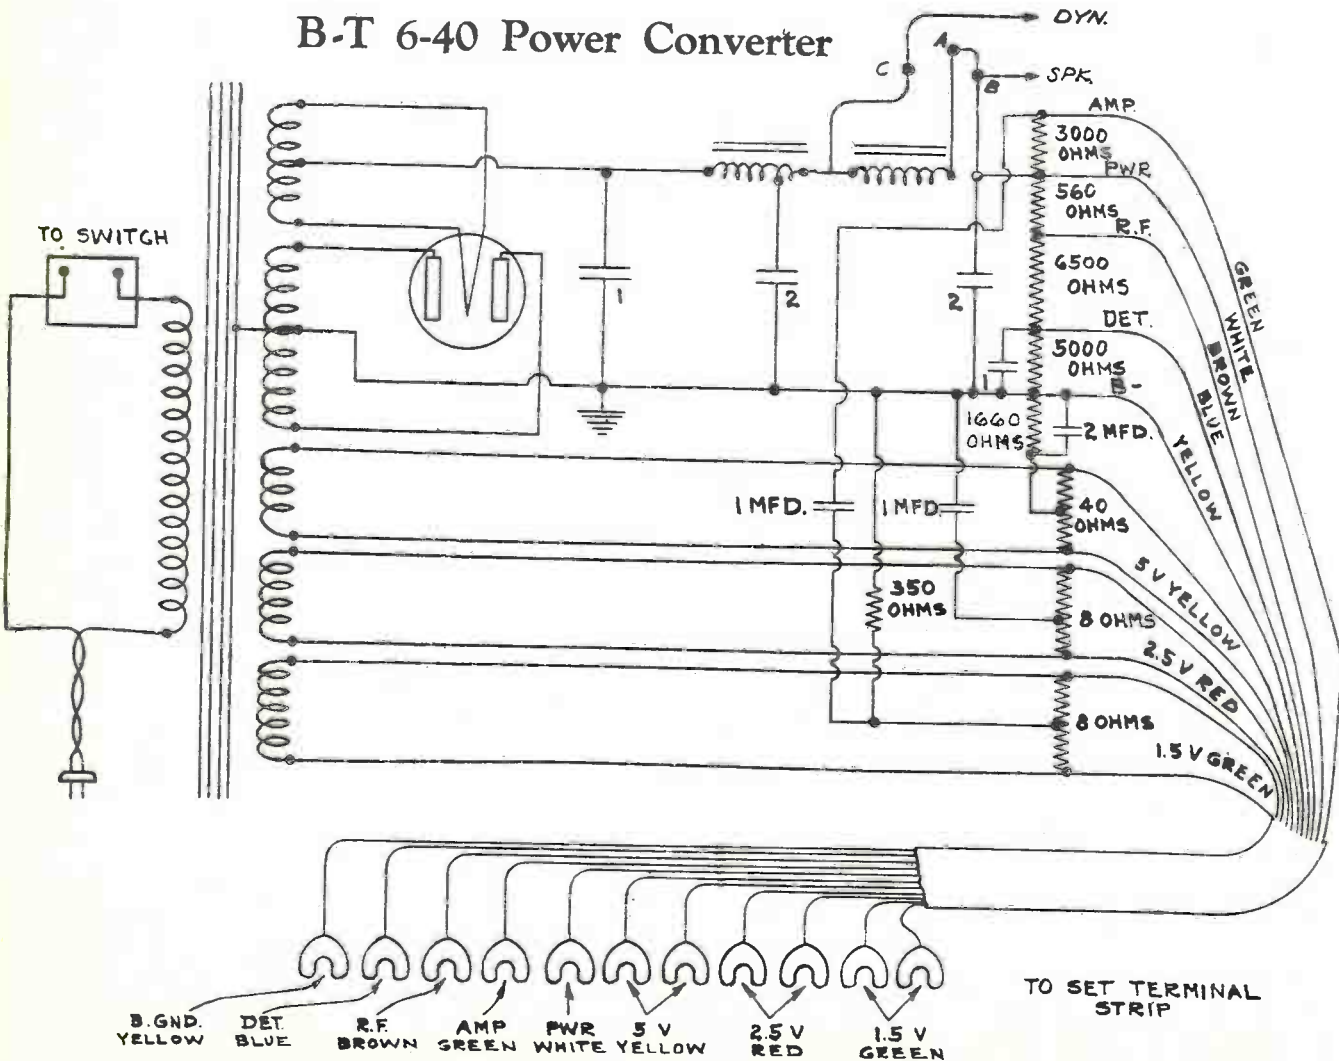 B-T 6-40 Power Converter
DYN.
A
C
B
SPK.
AMP.
3000
OHMS
PWR
560
OHMS
R.F.
6500
OHMS
DET.
5000
OHMS
B-
TO SWITCH
1
2
2
1
1660
OHMS
2 MFD.
GREEN
WHITE
BROWN
BLUE
YELLOW
1 MFD.
1 MFD.
40
OHMS
350
OHMS
8 OHMS
8 OHMS
5 V YELLOW
2.5 V RED
1.5 V GREEN
B.GND.
YELLOW
DET.
BLUE
R.F.
BROWN
AMP
GREEN
PWR
WHITE
5 V
YELLOW
2.5 V
RED
1.5 V
GREEN
TO SET TERMINAL
STRIP